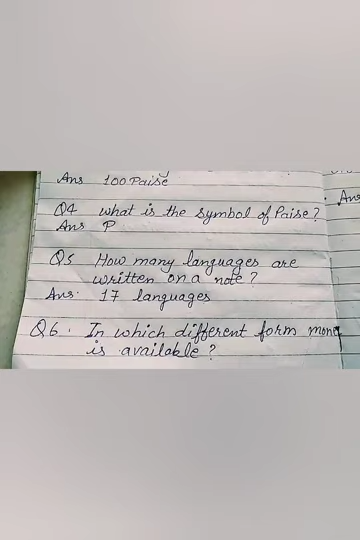 Ans 100 Paise
Q4 what is the symbol of Paise?
Ans P
Q5 How many languages are
written on a note?
Ans. 17 languages
Q6. In which different form money
is available?
Ans